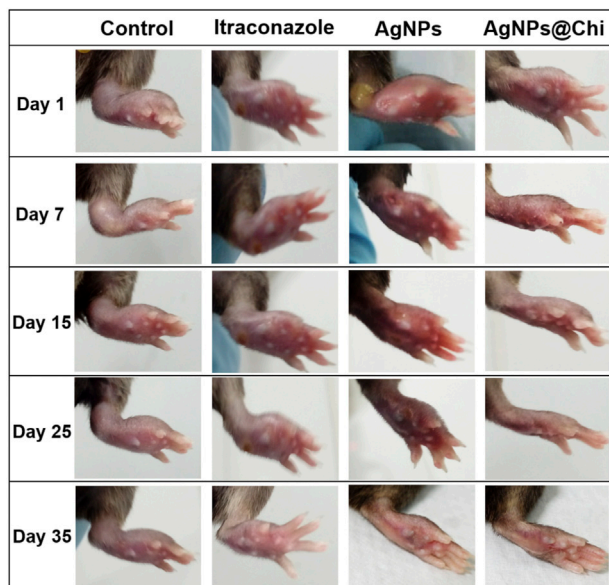 Control Itraconazole AgNPs AgNPs@Chi
Day 1
Day 7
Day 15
Day 25
Day 35